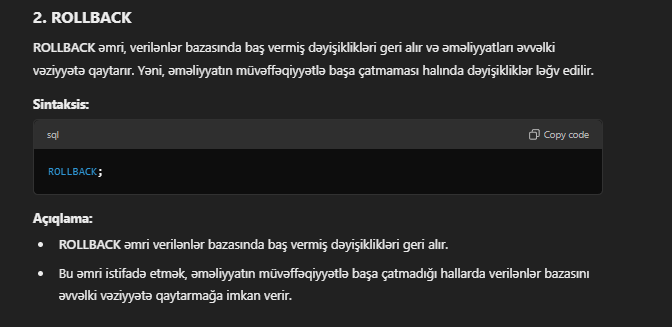 2. ROLLBACK
ROLLBACK əmri, verilənlər bazasında baş vermiş dəyişiklikləri geri alır və əməliyyatları əvvəlki
vəziyyətə qaytarır. Yəni, əməliyyatın müvəffəqiyyətlə başa çatmaması halında dəyişikliklər ləğv edilir.
Sintaksis:
sql
Copy code
ROLLBACK;
Açıqlama:
• ROLLBACK əmri verilənlər bazasında baş vermiş dəyişiklikləri geri alır.
• Bu əmri istifadə etmək, əməliyyatın müvəffəqiyyətlə başa çatmadığı hallarda verilənlər bazasını
əvvəlki vəziyyətə qaytarmağa imkan verir.